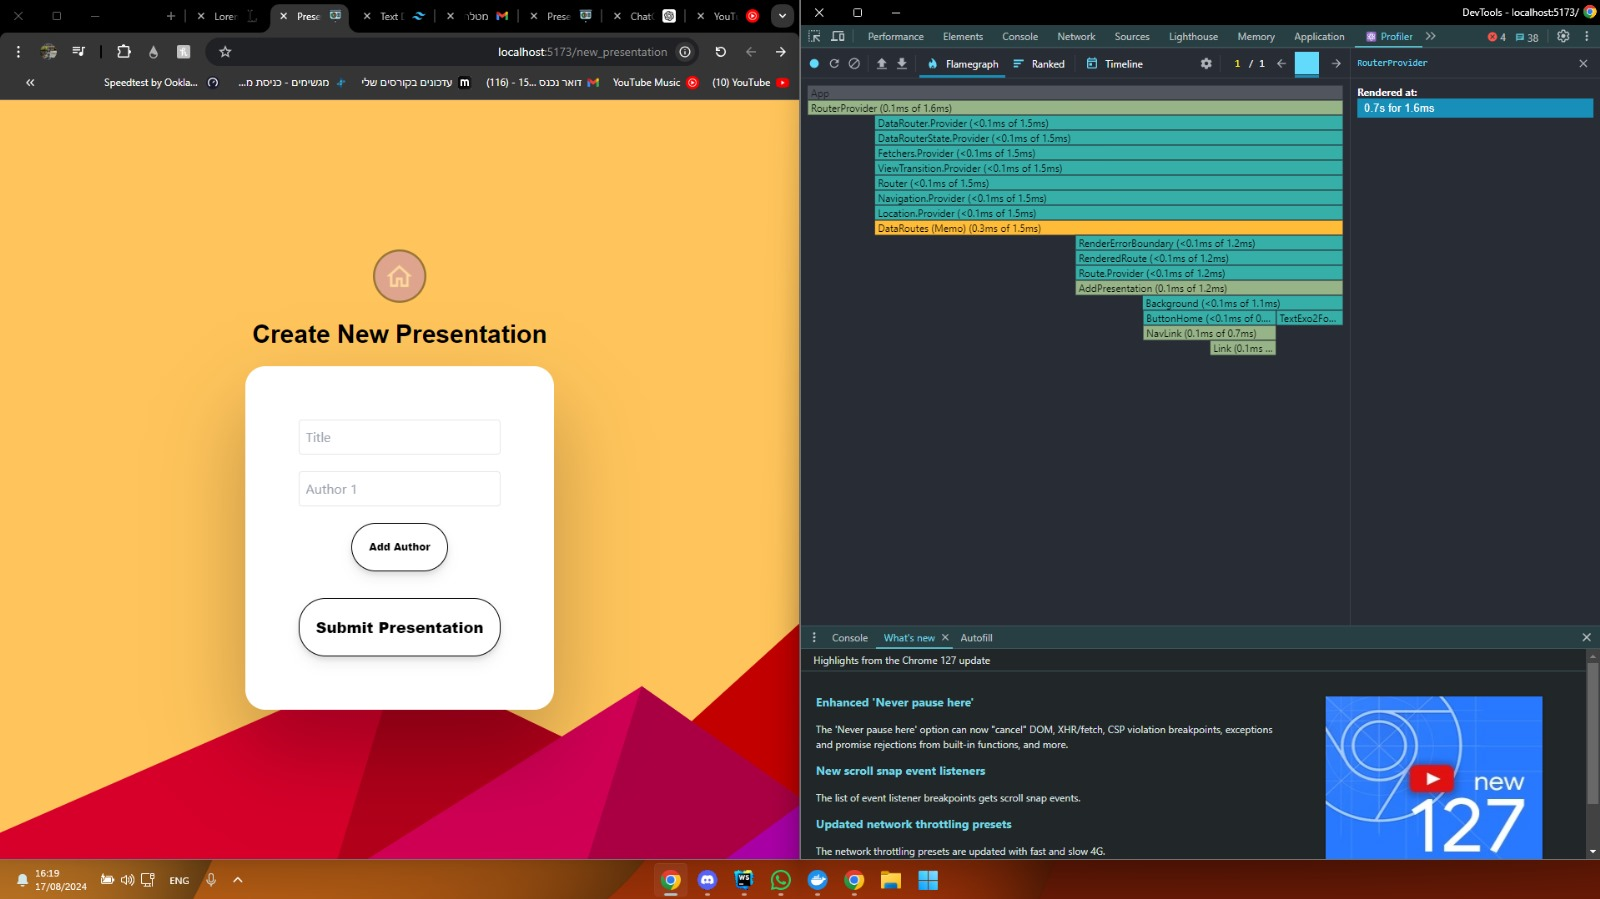 Lorer
Prese
Text
מטלר
Prese
Chat
YouT
localhost:5173/new_presentation
Speedtest by Ookla...
מגשימים - כניסת מ...
עדכונים בקורסים שלי
דואר נכנס ...15 - (116)
YouTube Music
(10) YouTube
Create New Presentation
Title
Author 1
Add Author
Submit Presentation
DevTools - localhost:5173/
Performance
Elements
Console
Network
Sources
Lighthouse
Memory
Application
Profiler
4
38
Flamegraph
Ranked
Timeline
1 / 1
RouterProvider
App
RouterProvider (0.1ms of 1.6ms)
DataRouter.Provider (<0.1ms of 1.5ms)
DataRouterState.Provider (<0.1ms of 1.5ms)
Fetchers.Provider (<0.1ms of 1.5ms)
ViewTransition.Provider (<0.1ms of 1.5ms)
Router (<0.1ms of 1.5ms)
Navigation.Provider (<0.1ms of 1.5ms)
Location.Provider (<0.1ms of 1.5ms)
DataRoutes (Memo) (0.3ms of 1.5ms)
RenderErrorBoundary (<0.1ms of 1.2ms)
RenderedRoute (<0.1ms of 1.2ms)
Route.Provider (<0.1ms of 1.2ms)
AddPresentation (0.1ms of 1.2ms)
Background (<0.1ms of 1.1ms)
ButtonHome (<0.1ms of 0....
TextExo2Fo...
NavLink (0.1ms of 0.7ms)
Link (0.1ms ...
Rendered at:
0.7s for 1.6ms
Console
What's new
Autofill
Highlights from the Chrome 127 update
Enhanced 'Never pause here'
The 'Never pause here' option can now "cancel" DOM, XHR/fetch, CSP violation breakpoints, exceptions
and promise rejections from built-in functions, and more.
New scroll snap event listeners
The list of event listener breakpoints gets scroll snap events.
Updated network throttling presets
The network throttling presets are updated with fast and slow 4G.
new
127
16:19
17/08/2024
ENG
WS